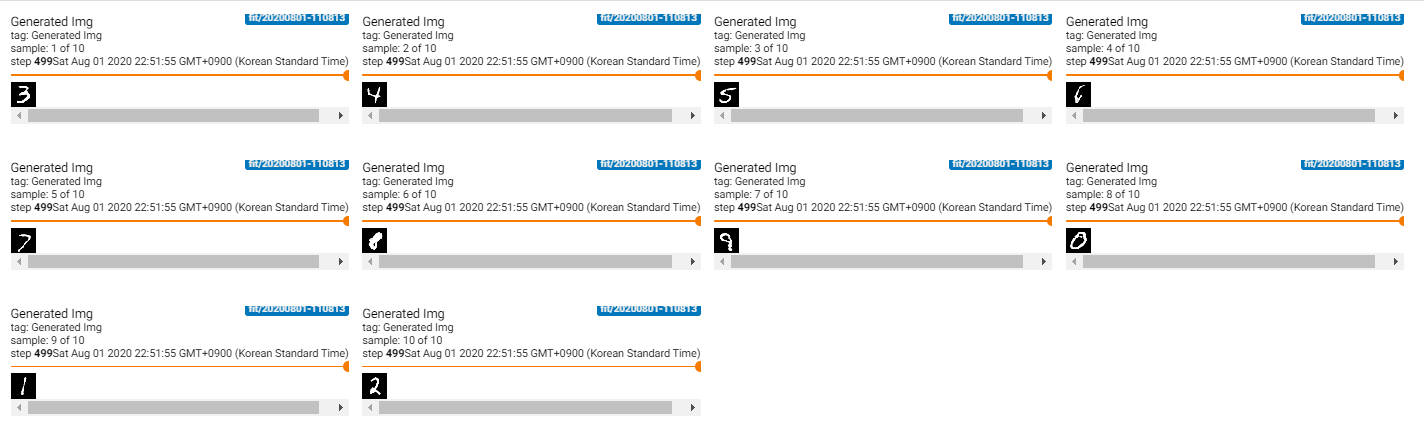 Generated Img fit/20200801-110813
tag: Generated Img
sample: 1 of 10
step 499Sat Aug 01 2020 22:51:55 GMT+0900 (Korean Standard Time)
3
Generated Img fit/20200801-110813
tag: Generated Img
sample: 2 of 10
step 499Sat Aug 01 2020 22:51:55 GMT+0900 (Korean Standard Time)
4
Generated Img fit/20200801-110813
tag: Generated Img
sample: 3 of 10
step 499Sat Aug 01 2020 22:51:55 GMT+0900 (Korean Standard Time)
5
Generated Img fit/20200801-110813
tag: Generated Img
sample: 4 of 10
step 499Sat Aug 01 2020 22:51:55 GMT+0900 (Korean Standard Time)
6
Generated Img fit/20200801-110813
tag: Generated Img
sample: 5 of 10
step 499Sat Aug 01 2020 22:51:55 GMT+0900 (Korean Standard Time)
7
Generated Img fit/20200801-110813
tag: Generated Img
sample: 6 of 10
step 499Sat Aug 01 2020 22:51:55 GMT+0900 (Korean Standard Time)
8
Generated Img fit/20200801-110813
tag: Generated Img
sample: 7 of 10
step 499Sat Aug 01 2020 22:51:55 GMT+0900 (Korean Standard Time)
9
Generated Img fit/20200801-110813
tag: Generated Img
sample: 8 of 10
step 499Sat Aug 01 2020 22:51:55 GMT+0900 (Korean Standard Time)
0
Generated Img fit/20200801-110813
tag: Generated Img
sample: 9 of 10
step 499Sat Aug 01 2020 22:51:55 GMT+0900 (Korean Standard Time)
1
Generated Img fit/20200801-110813
tag: Generated Img
sample: 10 of 10
step 499Sat Aug 01 2020 22:51:55 GMT+0900 (Korean Standard Time)
2